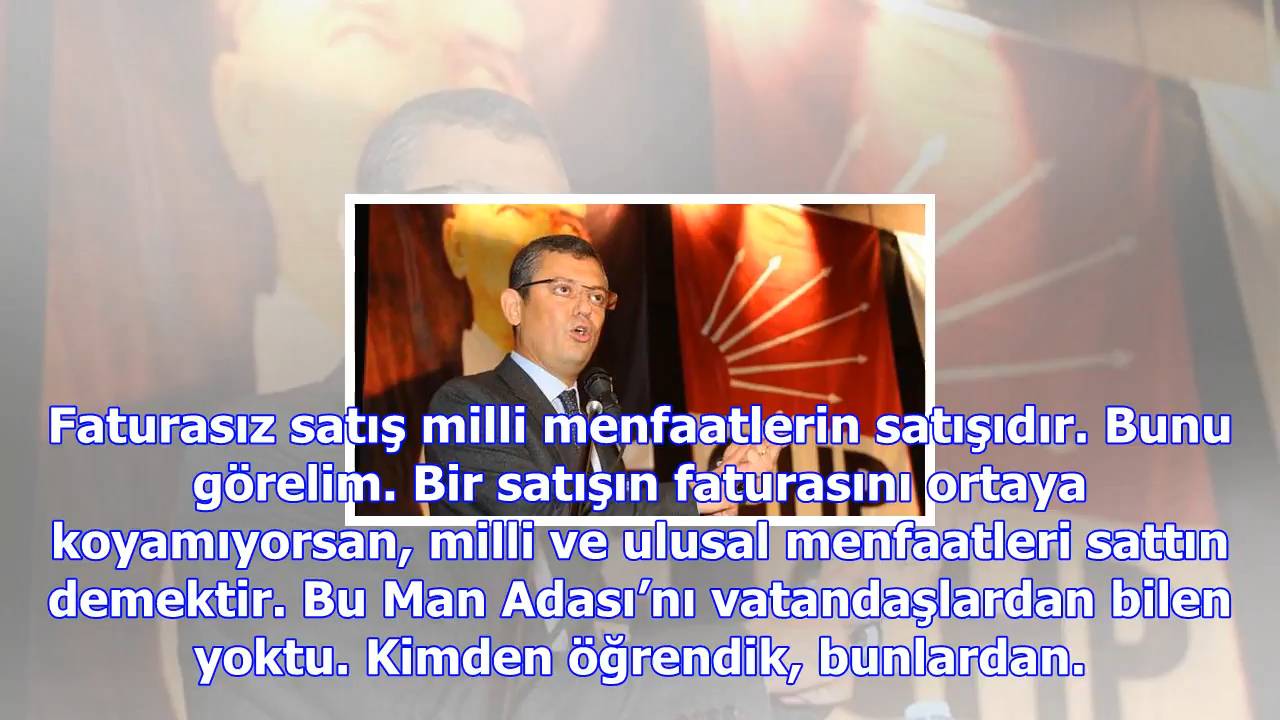 Faturasız satış milli menfaatlerin satışıdır. Bunu
görelim. Bir satışın faturasını ortaya
koyamıyorsan, milli ve ulusal menfaatleri sattın
demektir. Bu Man Adası’nı vatandaşlardan bilen
yoktu. Kimden öğrendik, bunlardan.